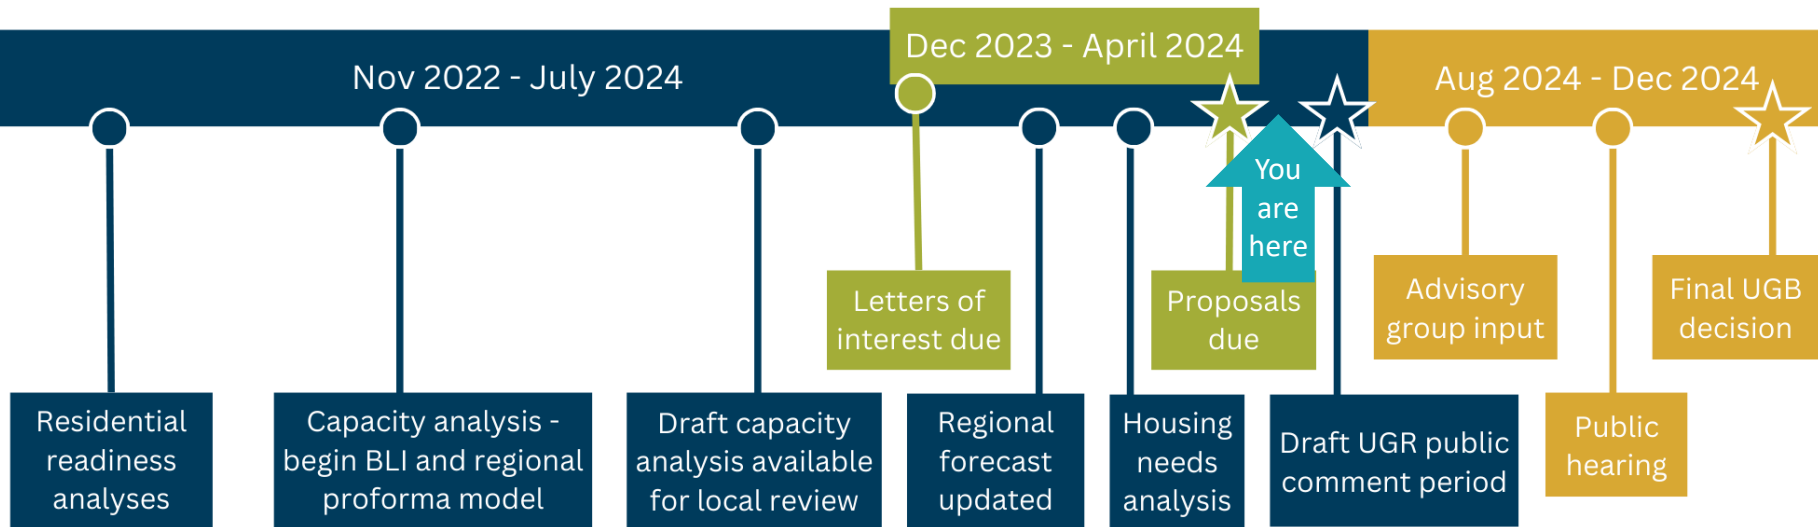 Nov 2022 - July 2024
Dec 2023 - April 2024
Aug 2024 - Dec 2024
You
are
here
Letters of
interest due
Proposals
due
Advisory
group input
Final UGB
decision
Residential
readiness
analyses
Capacity analysis -
begin BLI and regional
proforma model
Draft capacity
analysis available
for local review
Regional
forecast
updated
Housing
needs
analysis
Draft UGR public
comment period
Public
hearing